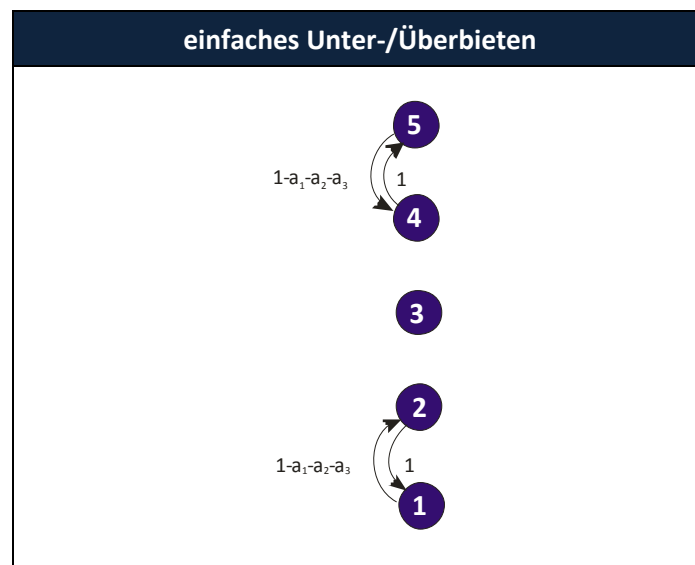 einfaches Unter-/Überbieten
5
1-a₁-a₂-a₃
1
4
3
2
1-a₁-a₂-a₃
1
1